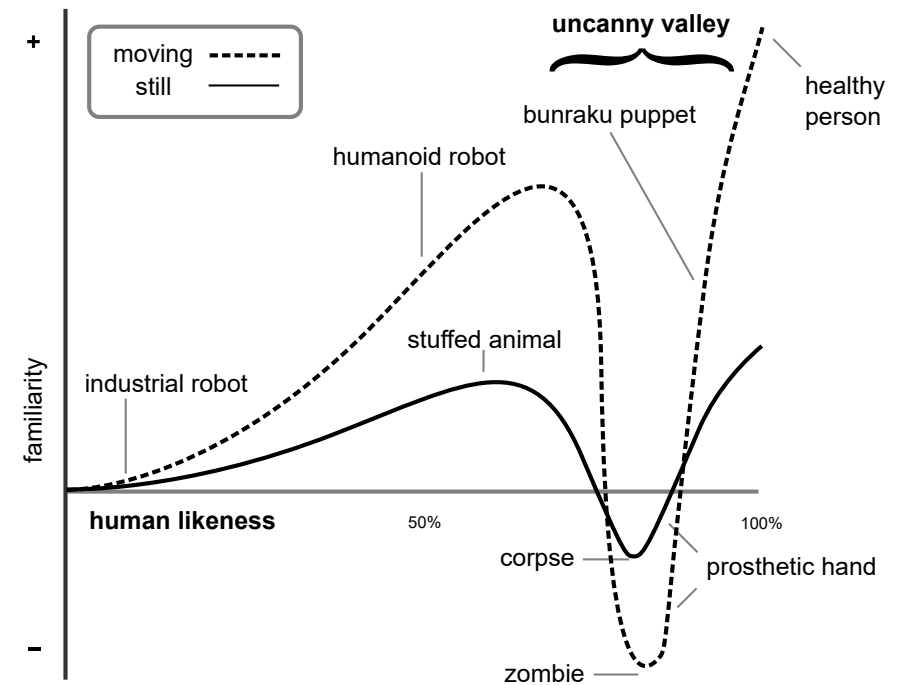 uncanny valley
+
moving
still
healthy
person
bunraku puppet
humanoid robot
stuffed animal
industrial robot
familiarity
human likeness
50%
100%
corpse
prosthetic hand
–
zombie